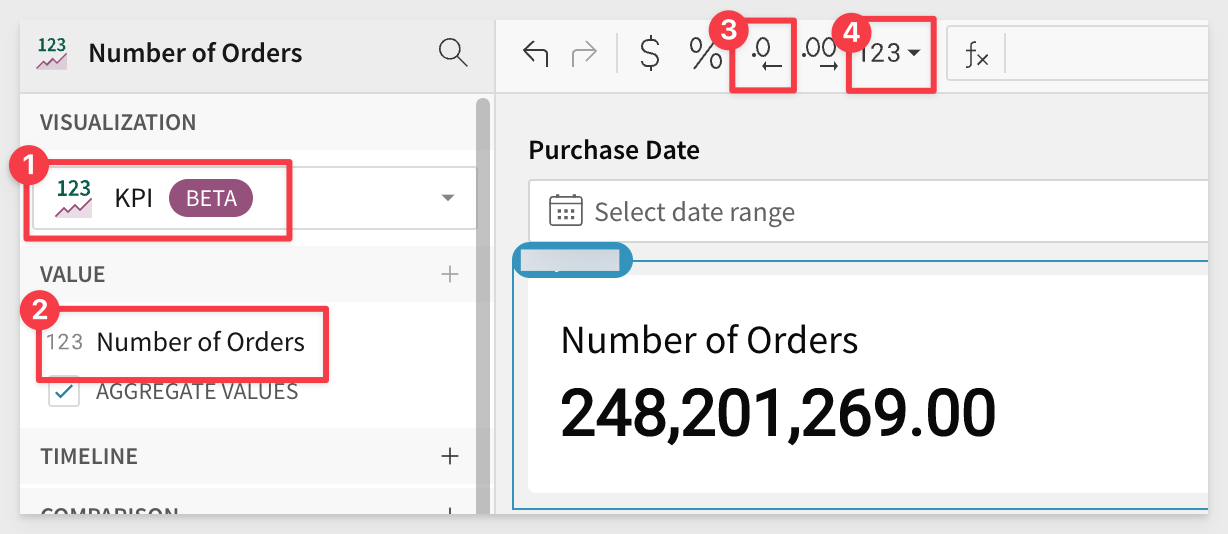 123 Number of Orders
$ % .0 .00 123 fx
3
4
VISUALIZATION
1
123 KPI BETA
VALUE
2
123 Number of Orders
AGGREGATE VALUES
TIMELINE
COMPARISON
Purchase Date
Select date range
Number of Orders
248,201,269.00